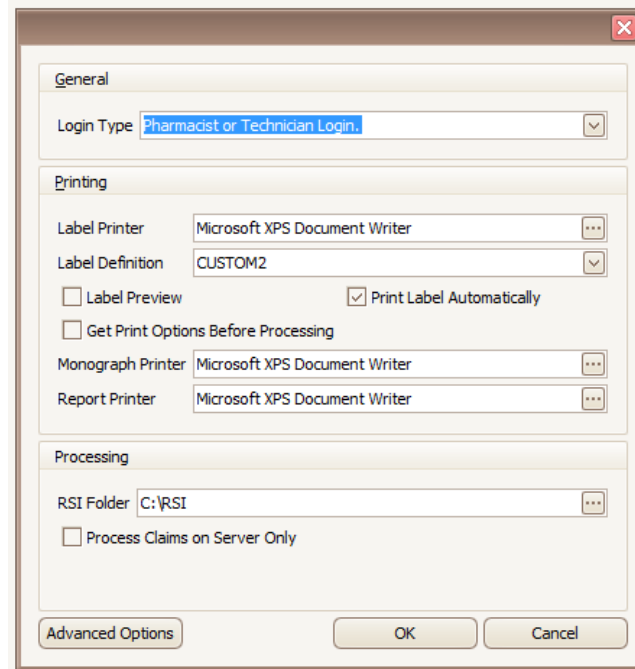 General
Login Type Pharmacist or Technician Login.
Printing
Label Printer Microsoft XPS Document Writer
Label Definition CUSTOM2
Label Preview Print Label Automatically
Get Print Options Before Processing
Monograph Printer Microsoft XPS Document Writer
Report Printer Microsoft XPS Document Writer
Processing
RSI Folder C:\RSI
Process Claims on Server Only
Advanced Options OK Cancel